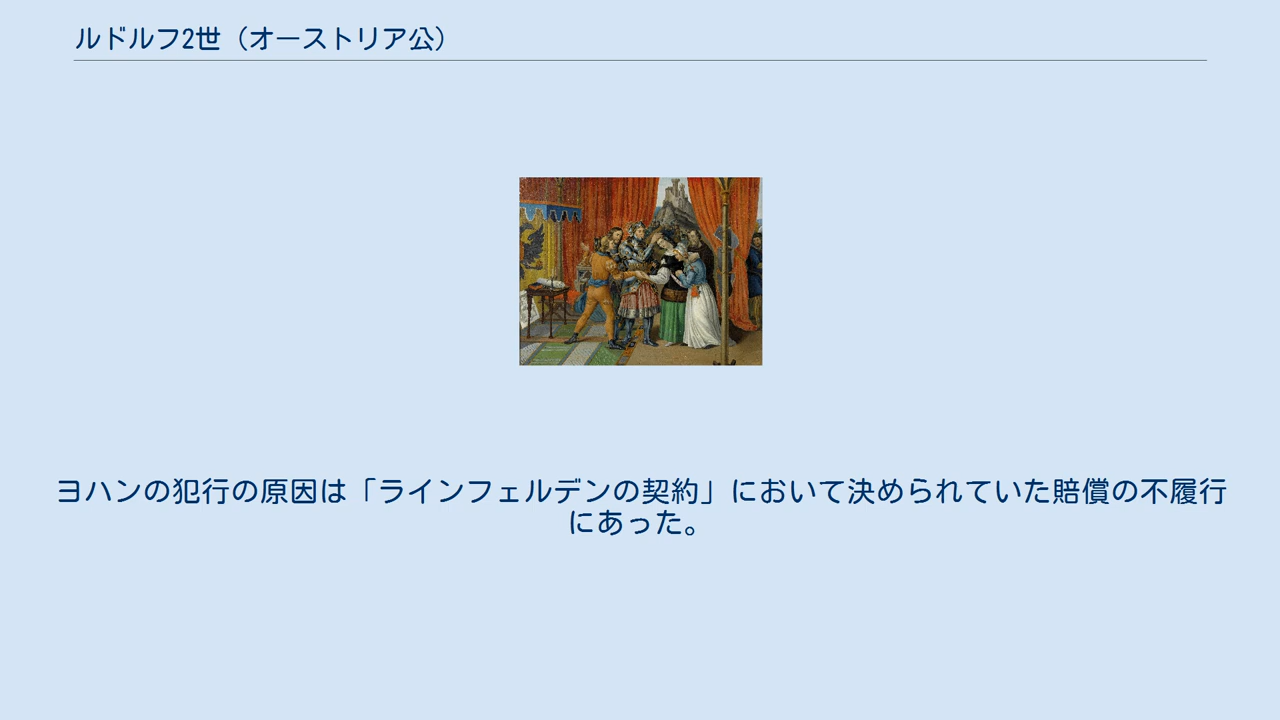 ルドルフ2世（オーストリア公）
ヨハンの犯行の原因は「ラインフェルデンの契約」において決められていた賠償の不履行
にあった。